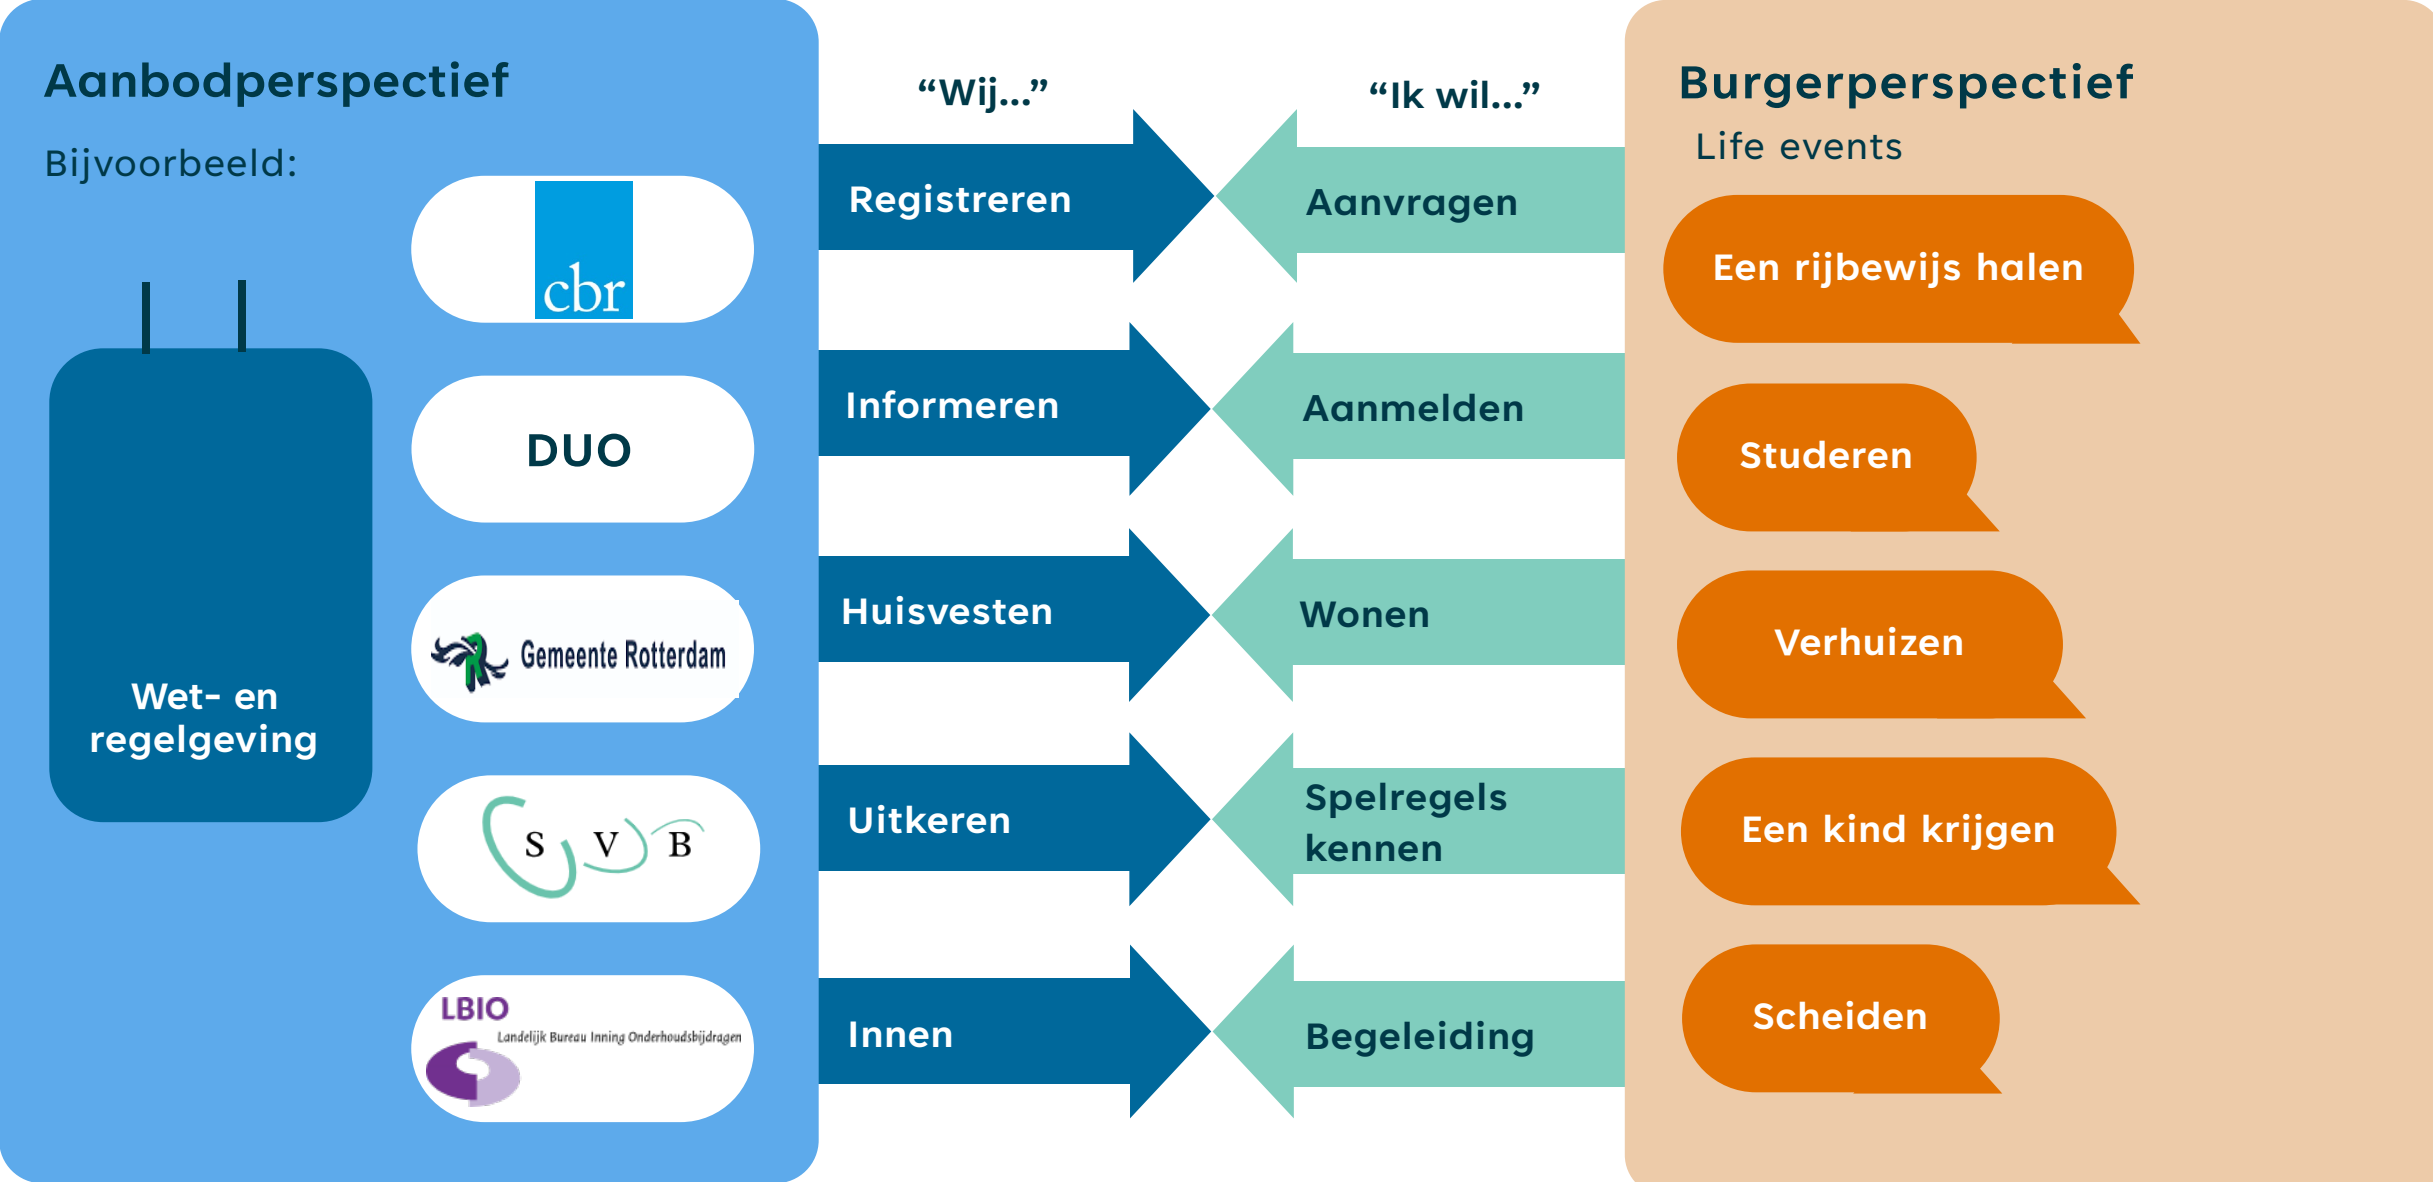 Aanbodperspectief
Bijvoorbeeld:
Wet- en
regelgeving
cbr
DUO
Gemeente Rotterdam
S V B
LBIO
Landelijk Bureau Inning Onderhoudsbijdragen
“Wij...”
Registreren
Informeren
Huisvesten
Uitkeren
Innen
“Ik wil...”
Aanvragen
Aanmelden
Wonen
Spelregels
kennen
Begeleiding
Burgerperspectief
Life events
Een rijbewijs halen
Studeren
Verhuizen
Een kind krijgen
Scheiden